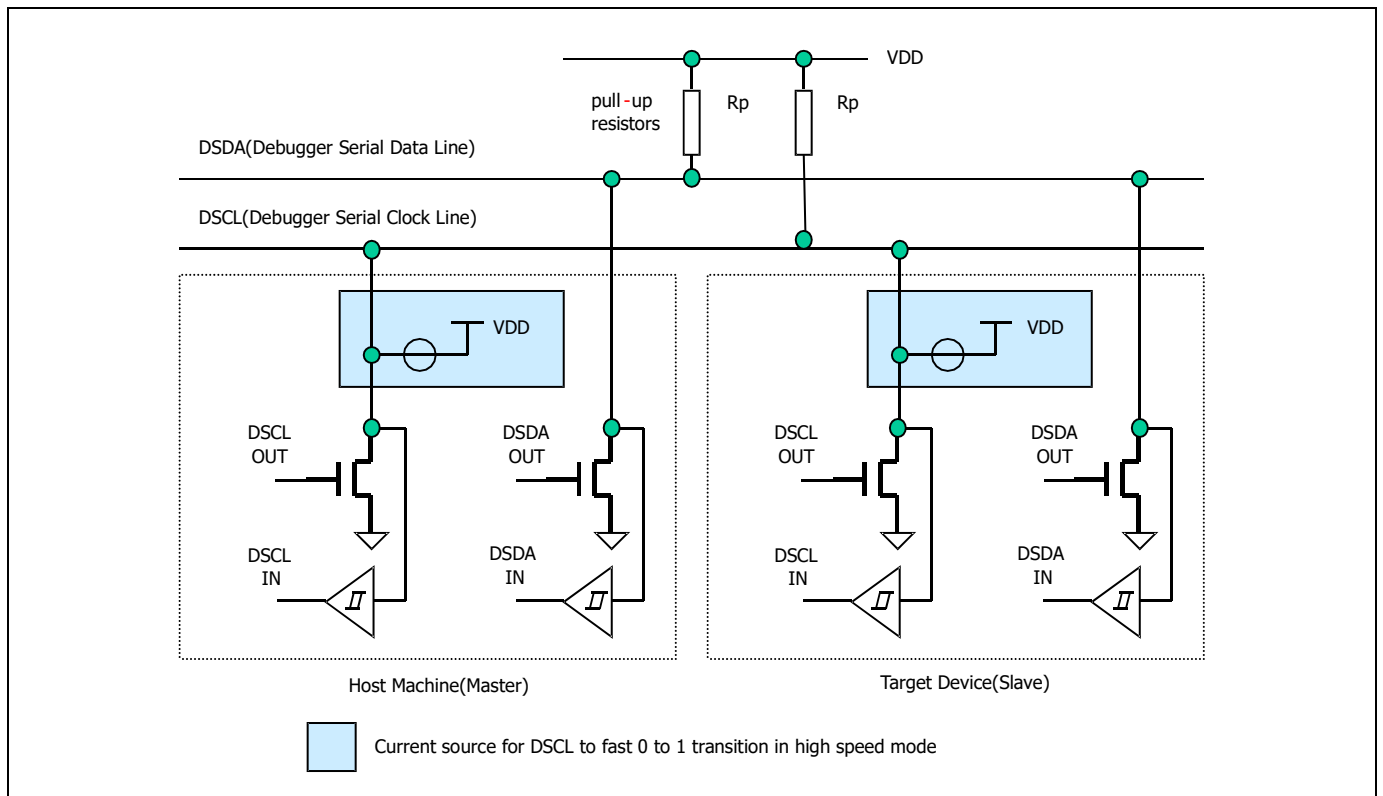 VDD
pull-up
resistors
Rp
Rp
DSDA(Debugger Serial Data Line)
DSCL(Debugger Serial Clock Line)
VDD
VDD
DSCL
OUT
DSDA
OUT
DSCL
OUT
DSDA
OUT
DSCL
IN
DSDA
IN
DSCL
IN
DSDA
IN
Host Machine(Master)
Target Device(Slave)
Current source for DSCL to fast 0 to 1 transition in high speed mode